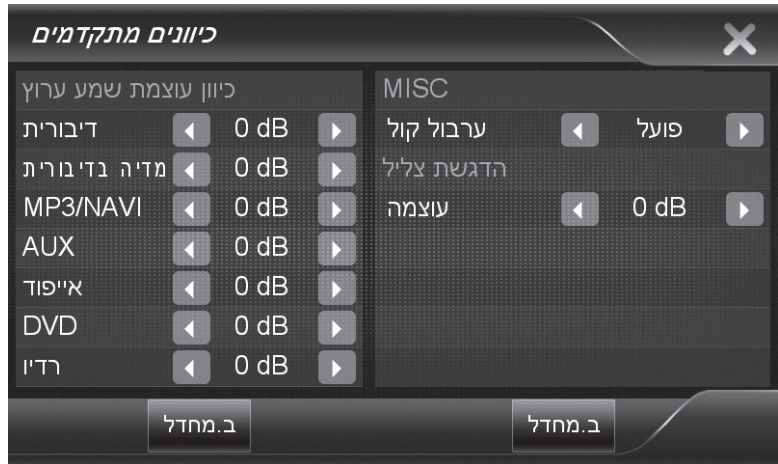 כיוונים מתקדמים
כיוון עוצמת שמע ערוץ
דיבורית 0 dB
מדיה בדיבורית 0 dB
MP3/NAVI 0 dB
AUX 0 dB
אייפוד 0 dB
DVD 0 dB
רדיו 0 dB
ב.מחדל
MISC
ערבול קול פועל
הדגשת צליל
עוצמה 0 dB
ב.מחדל